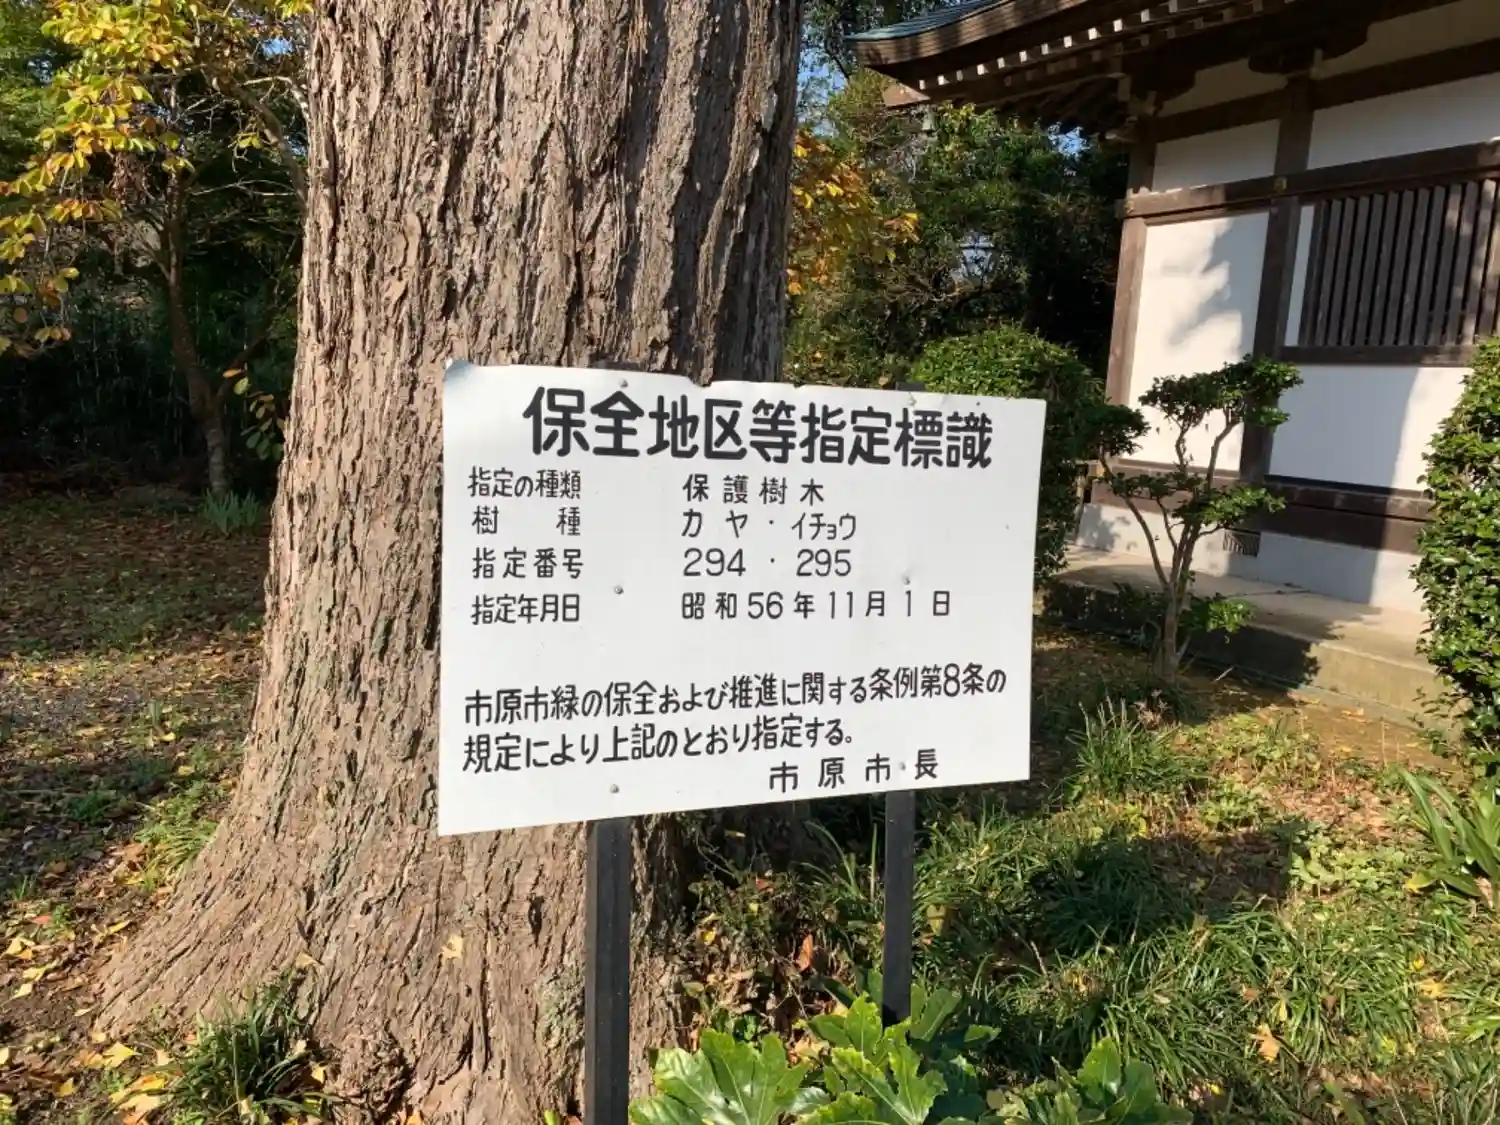 保全地区等指定標識
指定の種類 保護樹木
樹種 カヤ・イチョウ
指定番号 294・295
指定年月日 昭和56年11月1日
市原市緑の保全および推進に関する条例第8条の
規定により上記のとおり指定する。
市原市長